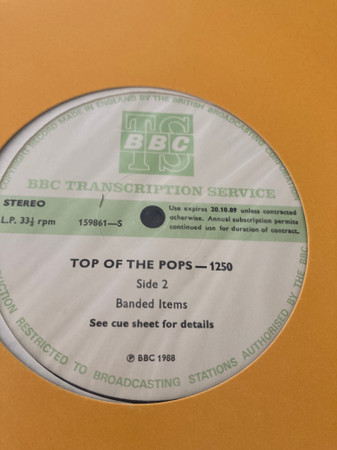 COPYRIGHT RECORD MADE IN ENGLAND BY THE BRITISH BROADCASTING
TS
BBC
BBC TRANSCRIPTION SERVICE
STEREO
L.P. 33⅓ rpm
159861—S
Use expires 20.10.89 unless contracted
otherwise. Annual subscription permits
continued use for duration of contract.
TOP OF THE POPS — 1250
Side 2
Banded Items
See cue sheet for details
℗ BBC 1988
RESTRICTED TO BROADCASTING STATIONS AUTHORISED BY THE BBC